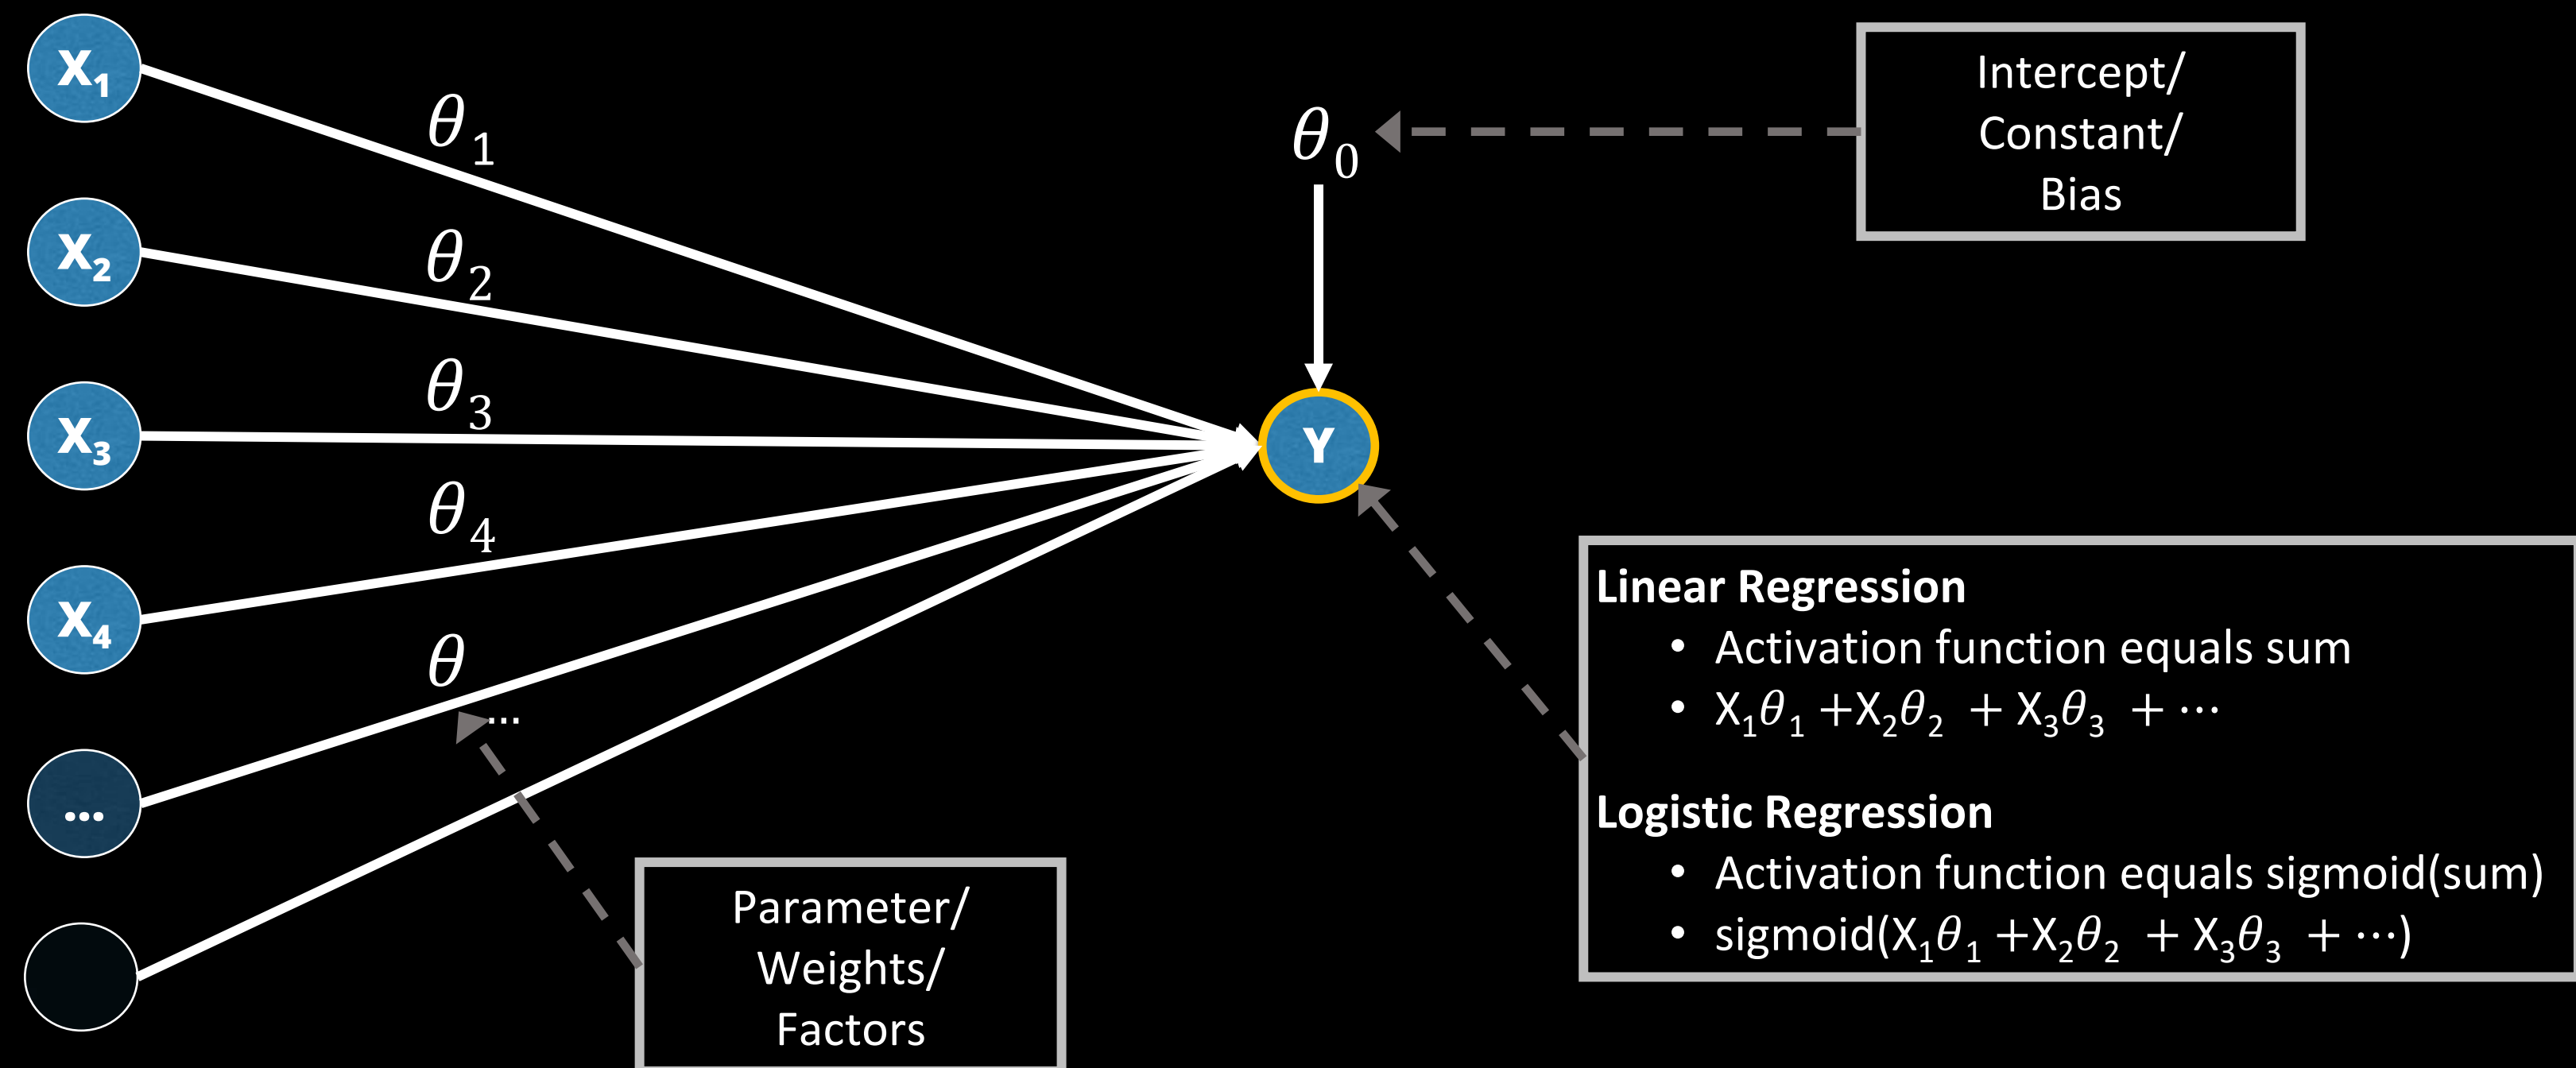 X₁
θ₁
X₂
θ₂
X₃
θ₃
X₄
θ₄
...
θ...
θ₀
Y
Intercept/
Constant/
Bias
Parameter/
Weights/
Factors
Linear Regression
• Activation function equals sum
• X₁θ₁ +X₂θ₂ + X₃θ₃ + ⋯
Logistic Regression
• Activation function equals sigmoid(sum)
• sigmoid(X₁θ₁ +X₂θ₂ + X₃θ₃ + ⋯)